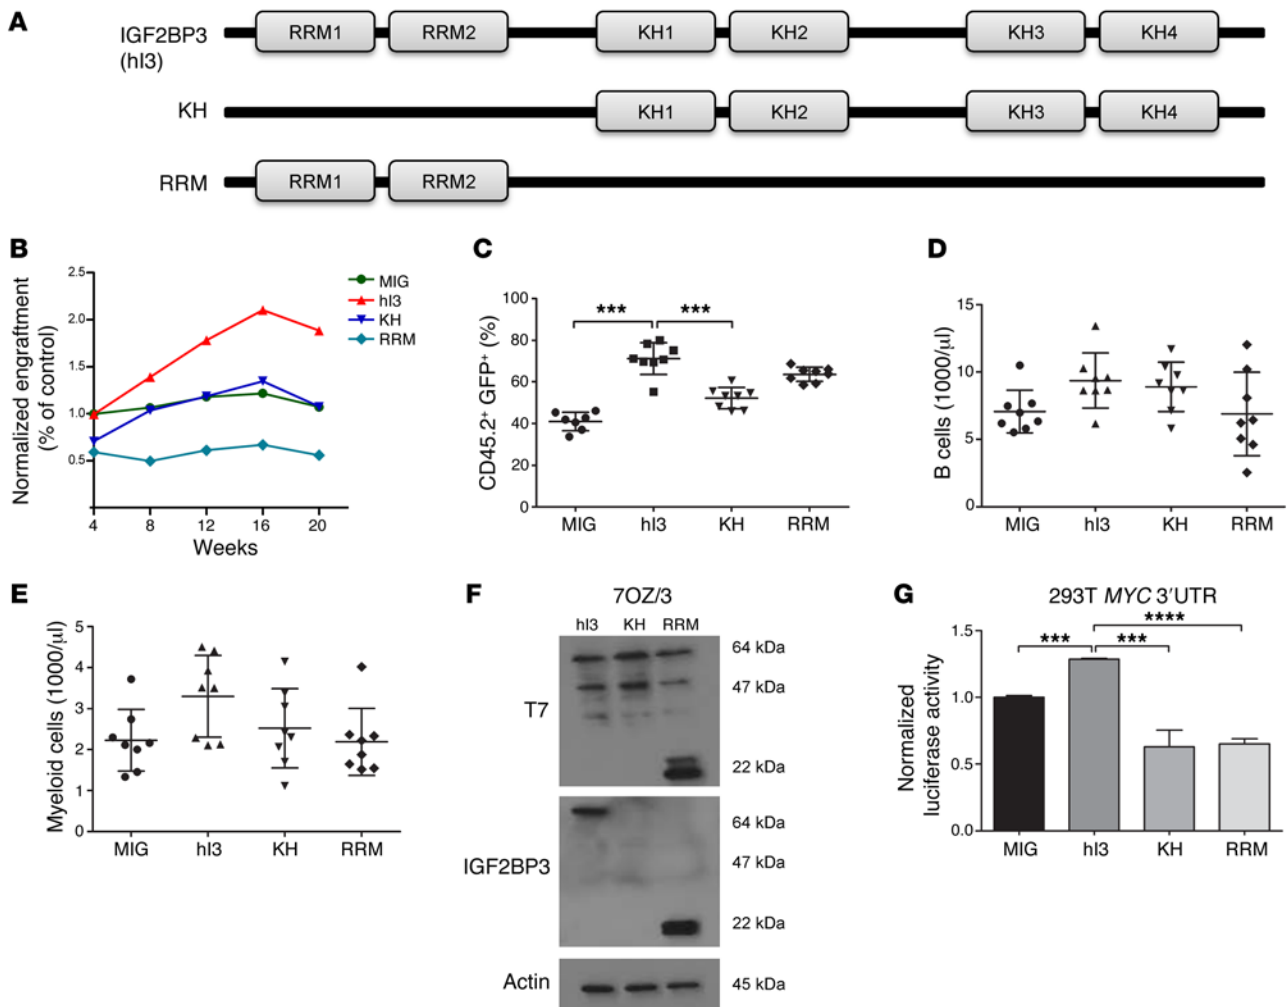 A
IGF2BP3
(hI3)
RRM1
RRM2
KH1
KH2
KH3
KH4
KH
KH1
KH2
KH3
KH4
RRM
RRM1
RRM2
B
Normalized engraftment
(% of control)
2.5
2.0
1.5
1.0
0.5
4
8
12
16
20
Weeks
MIG
hI3
KH
RRM
C
CD45.2+ GFP+ (%)
100
80
60
40
20
0
***
***
MIG
hI3
KH
RRM
D
B cells (1000/µl)
15
10
5
0
MIG
hI3
KH
RRM
E
Myeloid cells (1000/µl)
5
4
3
2
1
0
MIG
hI3
KH
RRM
F
7OZ/3
hI3 KH RRM
T7
64 kDa
47 kDa
22 kDa
IGF2BP3
64 kDa
47 kDa
22 kDa
Actin
45 kDa
G
293T MYC 3′UTR
Normalized
luciferase activity
1.5
1.0
0.5
0.0
****
***
***
MIG
hI3
KH
RRM